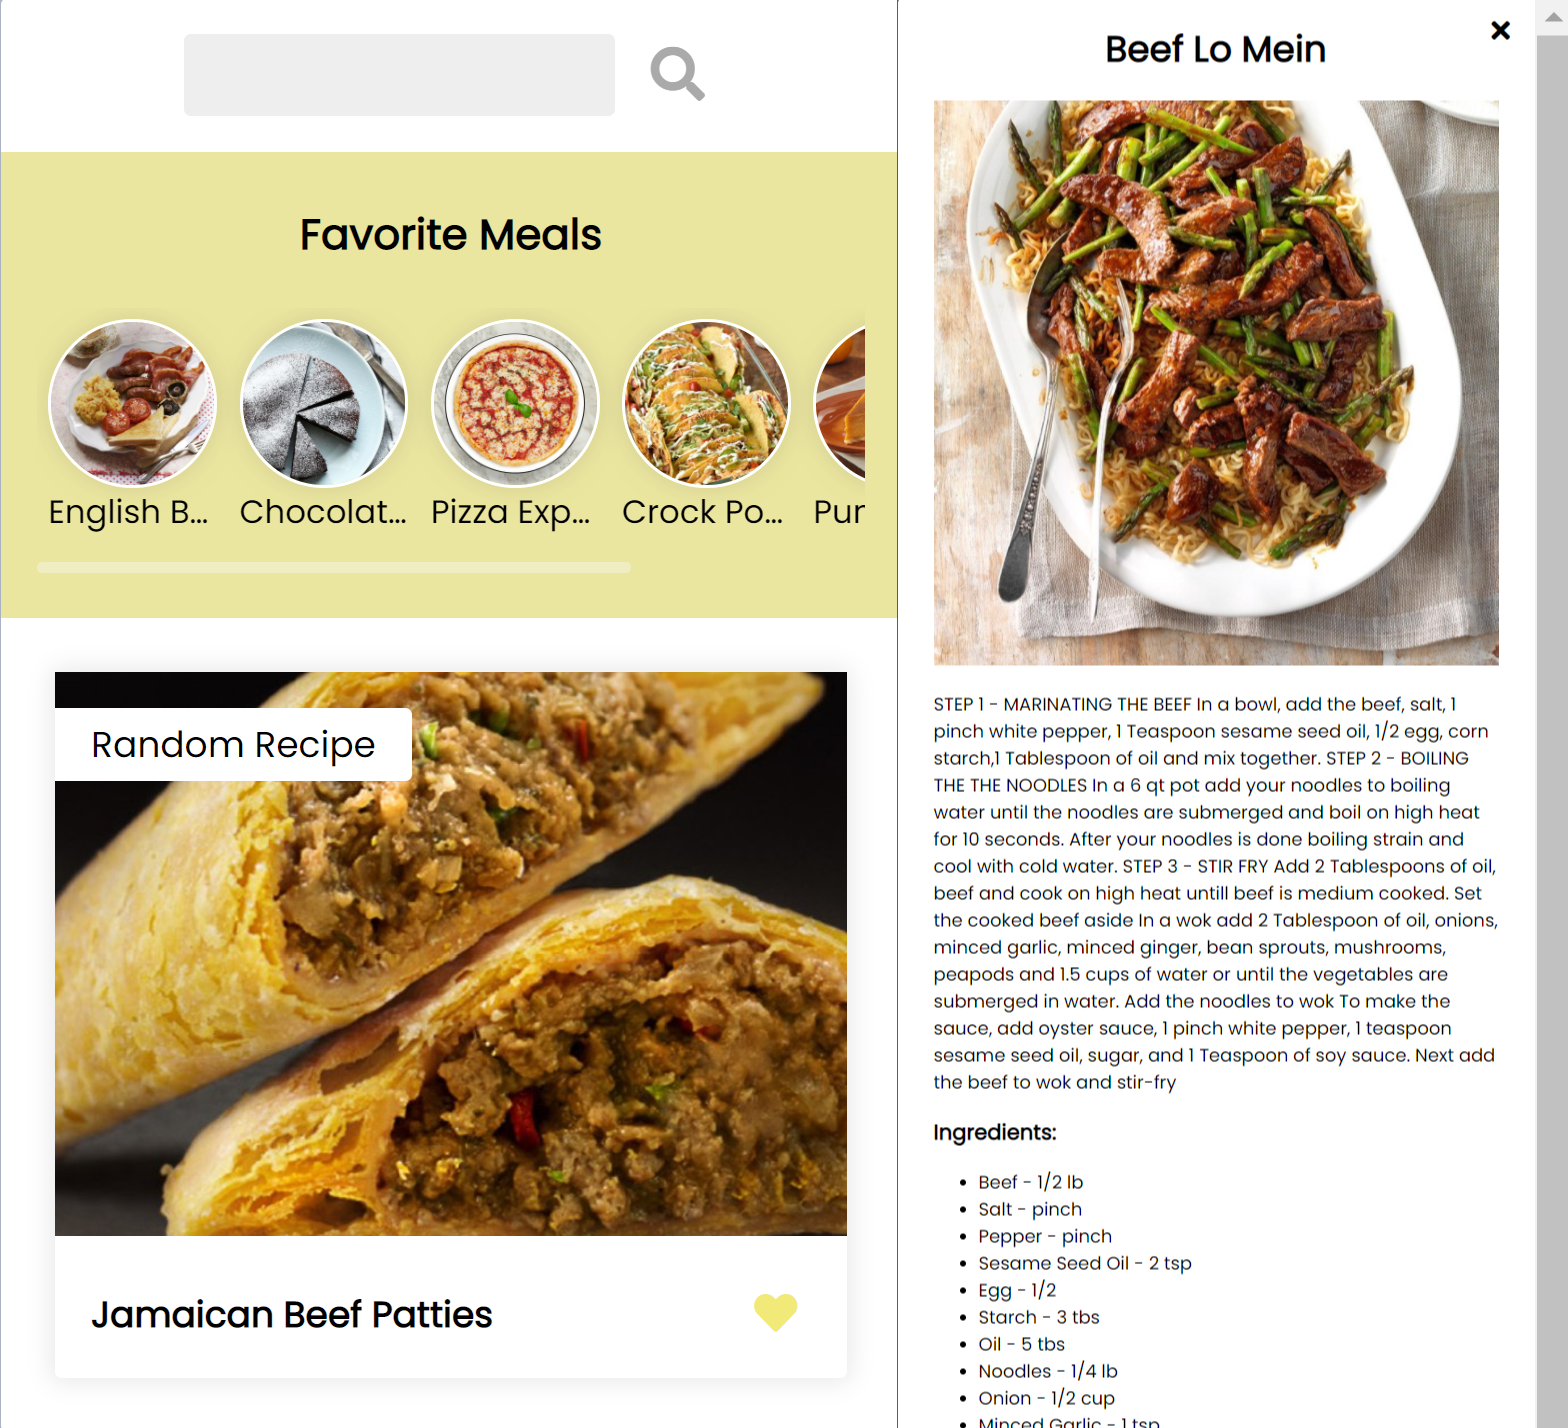 Favorite Meals
English B...
Chocolat...
Pizza Exp...
Crock Po...
Random Recipe
Jamaican Beef Patties
Beef Lo Mein
STEP 1 - MARINATING THE BEEF In a bowl, add the beef, salt, 1
pinch white pepper, 1 Teaspoon sesame seed oil, 1/2 egg, corn
starch,1 Tablespoon of oil and mix together. STEP 2 - BOILING
THE THE NOODLES In a 6 qt pot add your noodles to boiling
water until the noodles are submerged and boil on high heat
for 10 seconds. After your noodles is done boiling strain and
cool with cold water. STEP 3 - STIR FRY Add 2 Tablespoons of oil,
beef and cook on high heat untill beef is medium cooked. Set
the cooked beef aside In a wok add 2 Tablespoon of oil, onions,
minced garlic, minced ginger, bean sprouts, mushrooms,
peapods and 1.5 cups of water or until the vegetables are
submerged in water. Add the noodles to wok To make the
sauce, add oyster sauce, 1 pinch white pepper, 1 teaspoon
sesame seed oil, sugar, and 1 Teaspoon of soy sauce. Next add
the beef to wok and stir-fry
Ingredients:
Beef - 1/2 lb
Salt - pinch
Pepper - pinch
Sesame Seed Oil - 2 tsp
Egg - 1/2
Starch - 3 tbs
Oil - 5 tbs
Noodles - 1/4 lb
Onion - 1/2 cup
Minced Garlic - 1 tsp